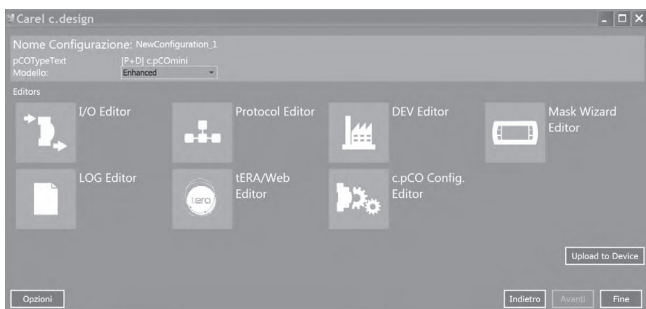 Carel c.design
Nome Configurazione: NewConfiguration_1
pCOTypeText [P+D] c.pCOmini
Modello: Enhanced
Editors
I/O Editor
Protocol Editor
DEV Editor
Mask Wizard
Editor
LOG Editor
tERA/Web
Editor
c.pCO Config.
Editor
tera
Upload to Device
Opzioni
Indietro
Avanti
Fine